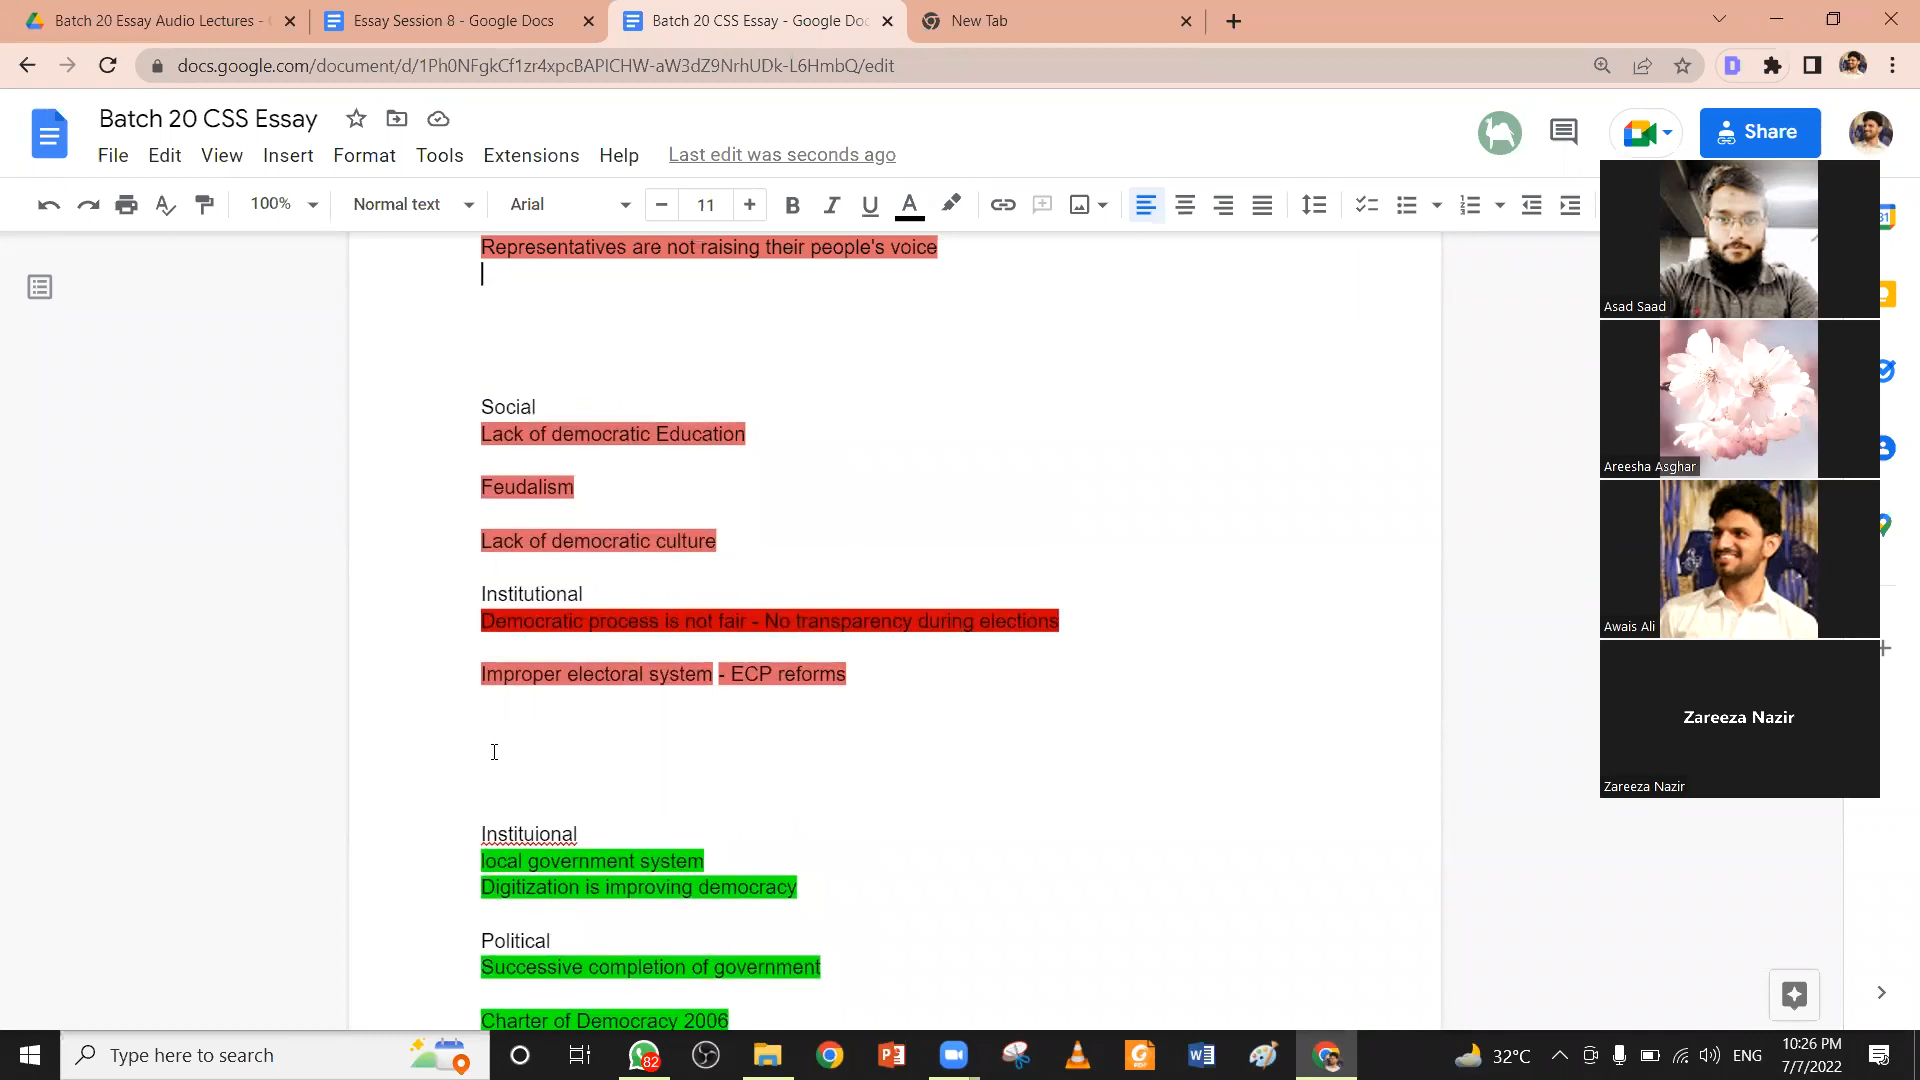 Batch 20 Essay Audio Lectures -
Essay Session 8 - Google Docs
Batch 20 CSS Essay - Google Doc
New Tab
docs.google.com/document/d/1Ph0NFgkCf1zr4xpcBAPICHW-aW3dZ9NrhUDk-L6HmbQ/edit
Batch 20 CSS Essay
Share
File Edit View Insert Format Tools Extensions Help Last edit was seconds ago
100% Normal text Arial 11
Representatives are not raising their people's voice
Social
Lack of democratic Education
Feudalism
Lack of democratic culture
Institutional
Democratic process is not fair - No transparency during elections
Improper electoral system - ECP reforms
Instituional
local government system
Digitization is improving democracy
Political
Successive completion of government
Charter of Democracy 2006
Asad Saad
Areesha Asghar
Awais Ali
Zareeza Nazir
Zareeza Nazir
Type here to search
82
32°C
ENG
10:26 PM
7/7/2022